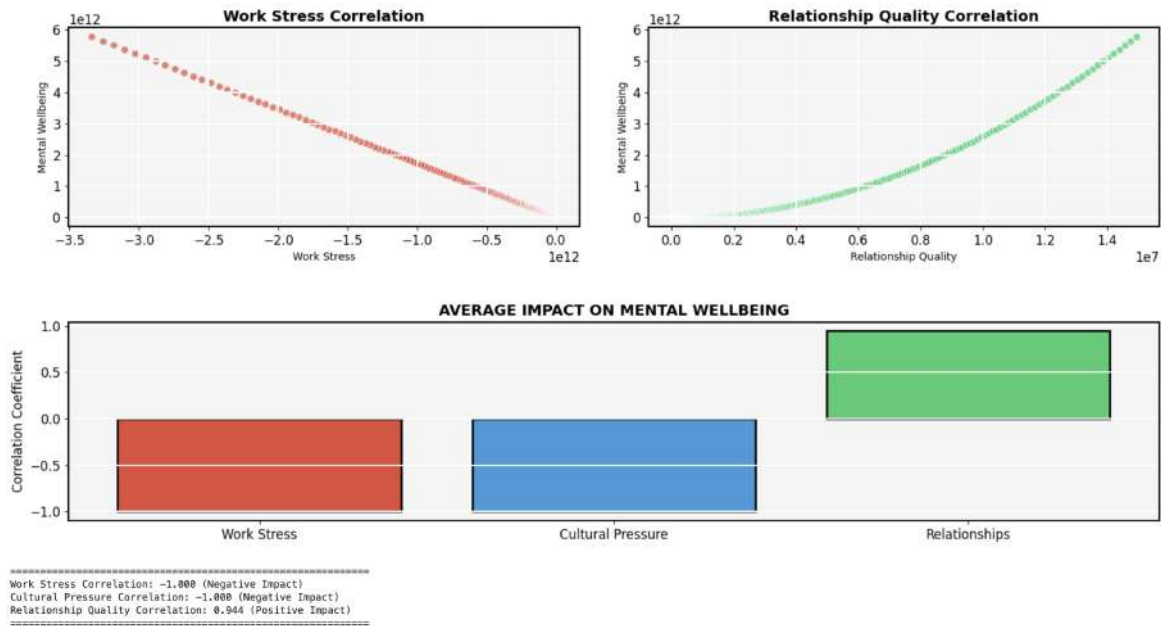 Work Stress Correlation
1e12
Mental Wellbeing
6
5
4
3
2
1
0
−3.5 −3.0 −2.5 −2.0 −1.5 −1.0 −0.5 0.0
1e12
Work Stress
Relationship Quality Correlation
1e12
Mental Wellbeing
6
5
4
3
2
1
0
0.0 0.2 0.4 0.6 0.8 1.0 1.2 1.4
1e7
Relationship Quality
AVERAGE IMPACT ON MENTAL WELLBEING
Correlation Coefficient
1.0
0.5
0.0
−0.5
−1.0
Work Stress Cultural Pressure Relationships
============================================================
Work Stress Correlation: -1.000 (Negative Impact)
Cultural Pressure Correlation: -1.000 (Negative Impact)
Relationship Quality Correlation: 0.944 (Positive Impact)
============================================================